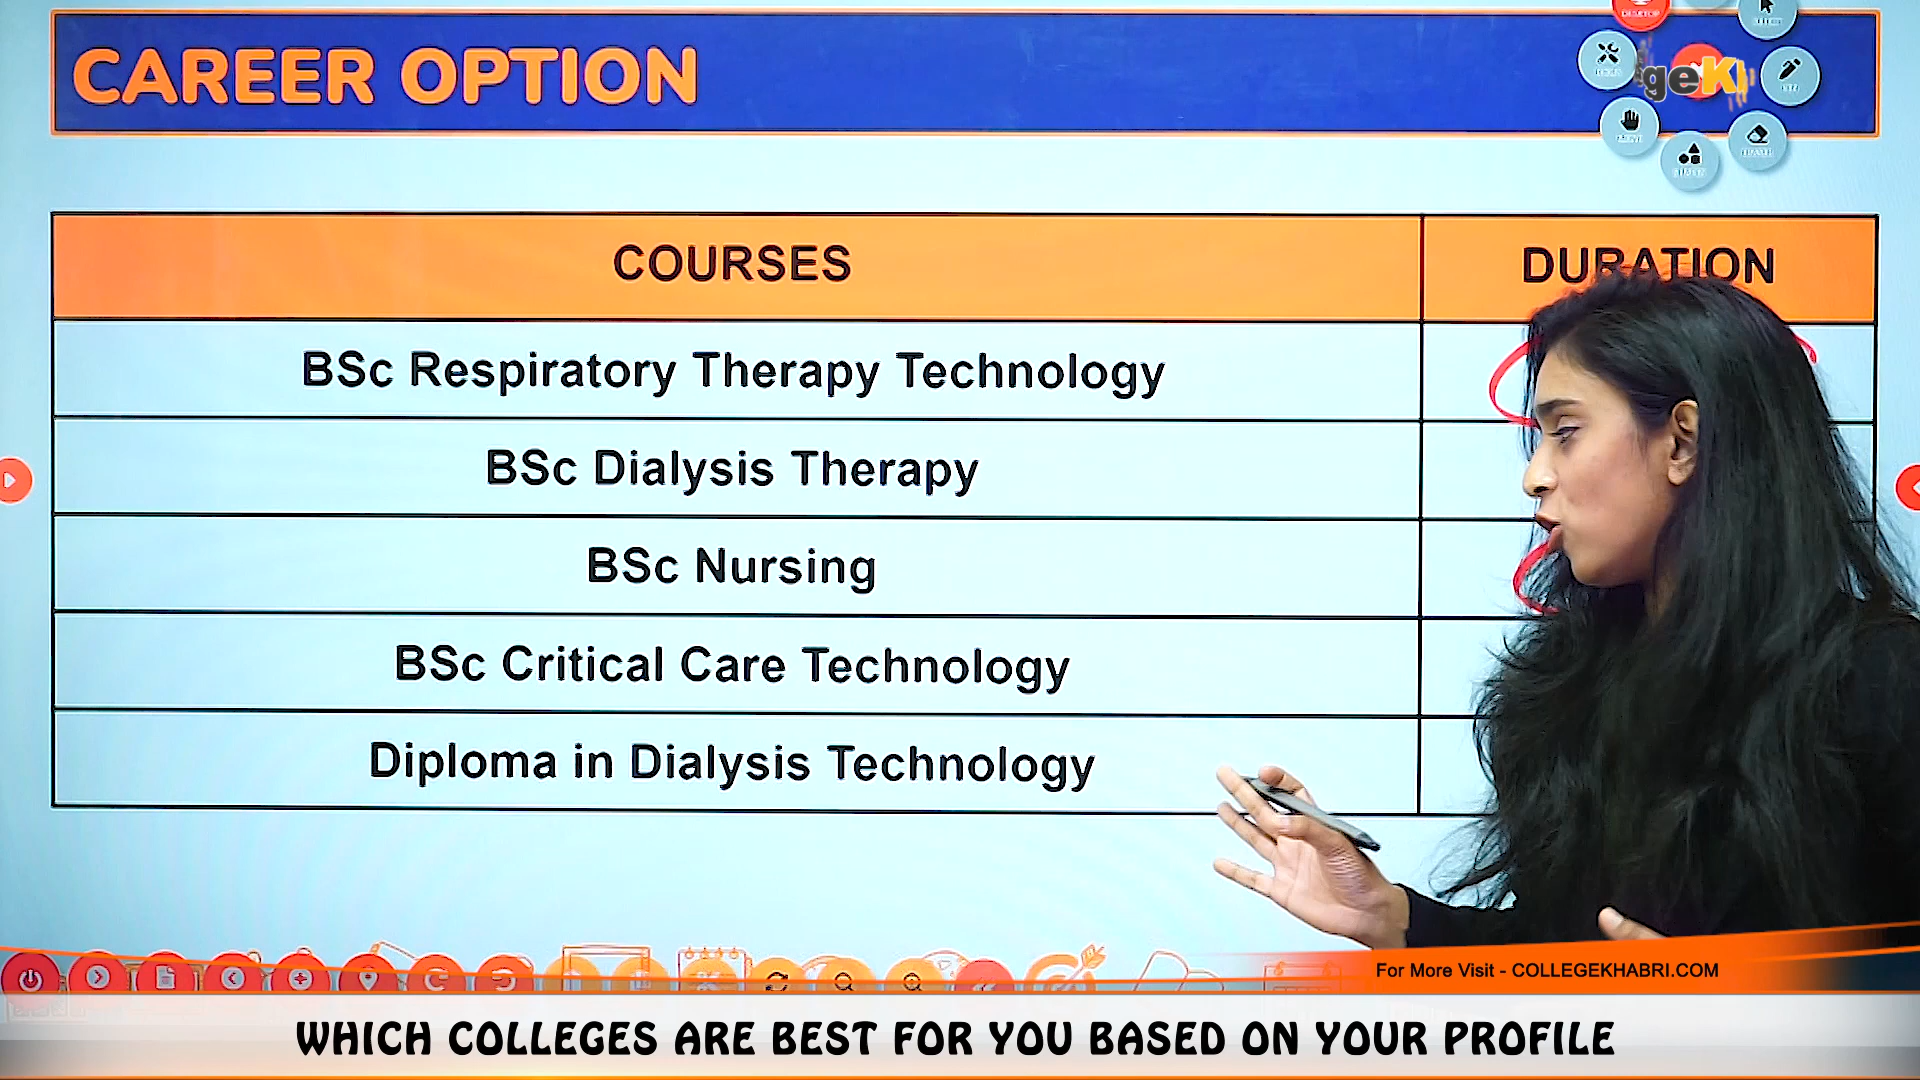 CAREER OPTION
geK
COURSES
DURATION
BSc Respiratory Therapy Technology
BSc Dialysis Therapy
BSc Nursing
BSc Critical Care Technology
Diploma in Dialysis Technology
For More Visit - COLLEGEKHABRI.COM
WHICH COLLEGES ARE BEST FOR YOU BASED ON YOUR PROFILE